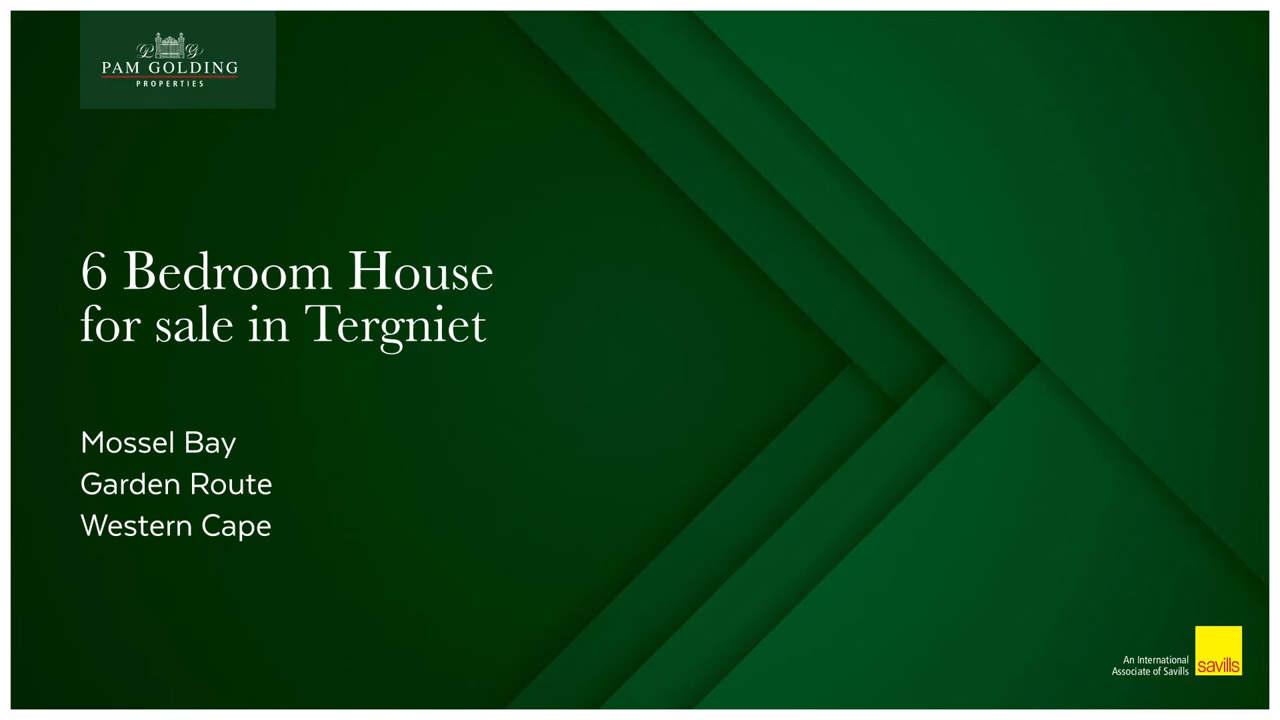 PG
PAM GOLDING
PROPERTIES
6 Bedroom House
for sale in Tergniet
Mossel Bay
Garden Route
Western Cape
An International
Associate of Savills
savills